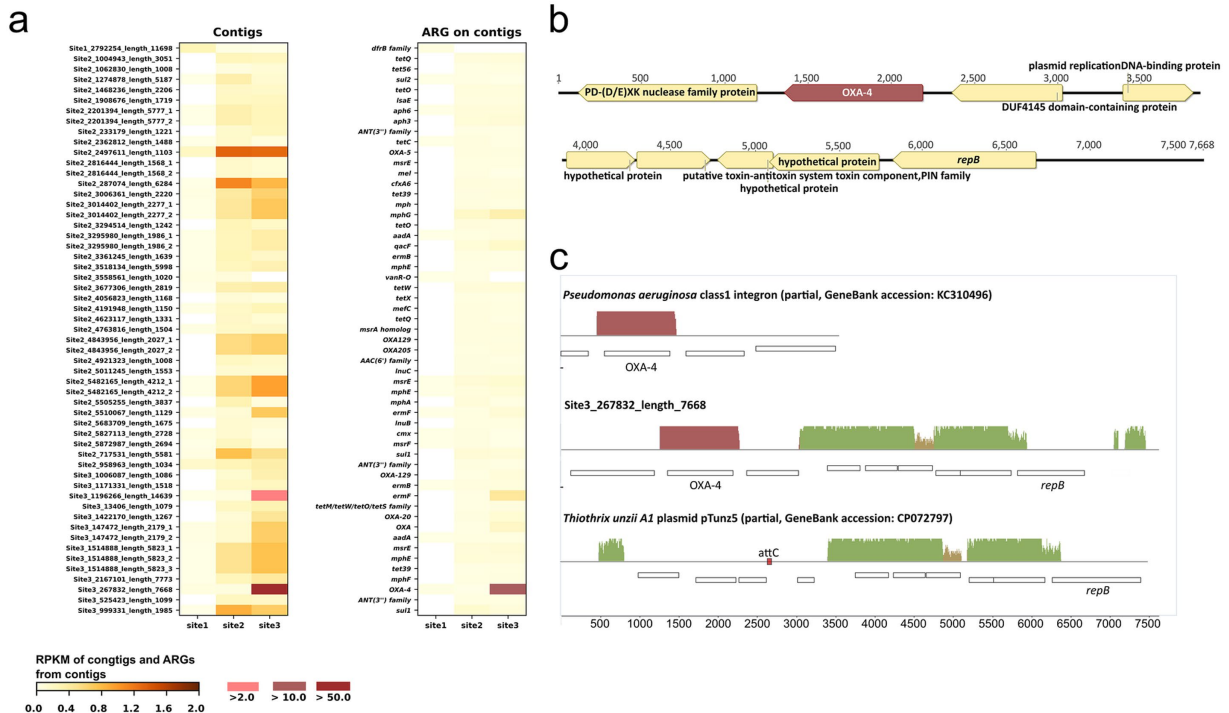 a
Contigs
Site1_2792254_length_11698
Site2_1004943_length_3051
Site2_1062830_length_1008
Site2_1274878_length_5187
Site2_1468236_length_2206
Site2_1908676_length_1719
Site2_2201394_length_5777_1
Site2_2201394_length_5777_2
Site2_233179_length_1221
Site2_2362812_length_1488
Site2_2497611_length_1103
Site2_2816444_length_1568_1
Site2_2816444_length_1568_2
Site2_287074_length_6284
Site2_3006361_length_2220
Site2_3014402_length_2277_1
Site2_3014402_length_2277_2
Site2_3294514_length_1242
Site2_3295980_length_1986_1
Site2_3295980_length_1986_2
Site2_3361245_length_1639
Site2_3518134_length_5998
Site2_3558561_length_1020
Site2_3677306_length_2819
Site2_4056823_length_1168
Site2_4191948_length_1150
Site2_4623117_length_1331
Site2_4763816_length_1504
Site2_4843956_length_2027_1
Site2_4843956_length_2027_2
Site2_4921323_length_1008
Site2_5011245_length_1553
Site2_5482165_length_4212_1
Site2_5482165_length_4212_2
Site2_5505255_length_3837
Site2_5510067_length_1129
Site2_5683709_length_1675
Site2_5827113_length_2728
Site2_5872987_length_2694
Site2_717531_length_5581
Site2_958963_length_1034
Site3_1006087_length_1086
Site3_1171331_length_1518
Site3_1196266_length_14639
Site3_13406_length_1079
Site3_1422170_length_1267
Site3_147472_length_2179_1
Site3_147472_length_2179_2
Site3_1514888_length_5823_1
Site3_1514888_length_5823_2
Site3_1514888_length_5823_3
Site3_2167101_length_7773
Site3_267832_length_7668
Site3_525423_length_1099
Site3_999331_length_1985
site1 site2 site3
ARG on contigs
dfrB family
tetQ
tet56
sul2
tetO
lsaE
aph6
aph3
ANT(3") family
tetC
OXA-5
msrE
mel
cfxA6
tet39
mph
mphG
tetO
aadA
qacF
ermB
mphE
vanR-O
tetW
tetX
mefC
tetQ
msrA homolog
OXA129
OXA205
AAC(6') family
lnuC
msrE
mphE
mphA
ermF
lnuB
cmx
msrF
sul1
ANT(3") family
OXA-129
ermB
ermF
tetM/tetW/tetO/tetS family
OXA-20
OXA
aadA
msrE
mphE
tet39
mphF
OXA-4
ANT(3") family
sul1
site1 site2 site3
RPKM of congtigs and ARGs
from contigs
0.0 0.4 0.8 1.2 1.6 2.0
>2.0 > 10.0 > 50.0
b
plasmid replicationDNA-binding protein
1 500 1,000 1,500 2,000 2,500 3,000 3,500
PD-(D/E)XK nuclease family protein OXA-4
DUF4145 domain-containing protein
4,000 4,500 5,000 5,500 6,000 6,500 7,000 7,500 7,668
hypothetical protein repB
hypothetical protein putative toxin-antitoxin system toxin component,PIN family
hypothetical protein
c
Pseudomonas aeruginosa class1 integron (partial, GeneBank accession: KC310496)
OXA-4
Site3_267832_length_7668
OXA-4 repB
Thiothrix unzii A1 plasmid pTunz5 (partial, GeneBank accession: CP072797)
attC
repB
500 1000 1500 2000 2500 3000 3500 4000 4500 5000 5500 6000 6500 7000 7500